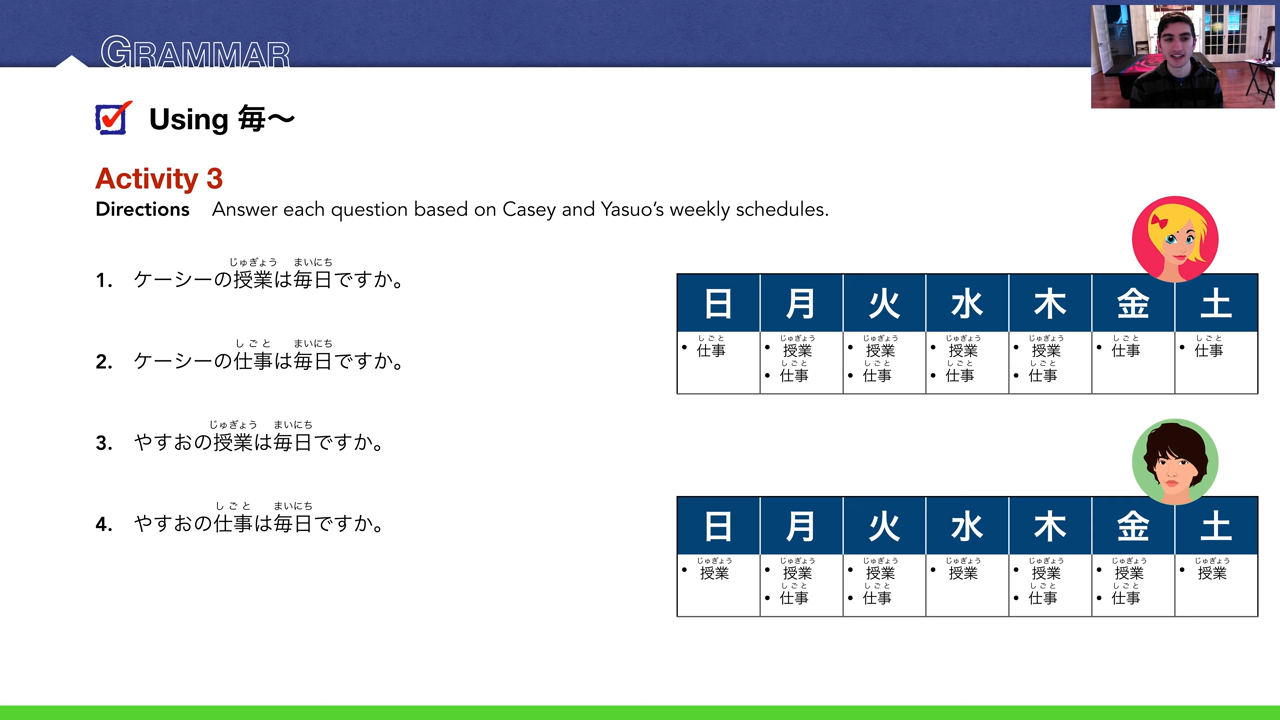 GRAMMAR
Using 毎〜
Activity 3
Directions Answer each question based on Casey and Yasuo's weekly schedules.
じゅぎょう まいにち
1. ケーシーの授業は毎日ですか。
しごと まいにち
2. ケーシーの仕事は毎日ですか。
じゅぎょう まいにち
3. やすおの授業は毎日ですか。
しごと まいにち
4. やすおの仕事は毎日ですか。
日 月 火 水 木 金 土
しごと じゅぎょう じゅぎょう じゅぎょう じゅぎょう しごと しごと
• 仕事 • 授業 • 授業 • 授業 • 授業 • 仕事 • 仕事
しごと しごと しごと しごと
• 仕事 • 仕事 • 仕事 • 仕事
日 月 火 水 木 金 土
じゅぎょう じゅぎょう じゅぎょう じゅぎょう じゅぎょう じゅぎょう じゅぎょう
• 授業 • 授業 • 授業 • 授業 • 授業 • 授業 • 授業
しごと しごと しごと しごと
• 仕事 • 仕事 • 仕事 • 仕事